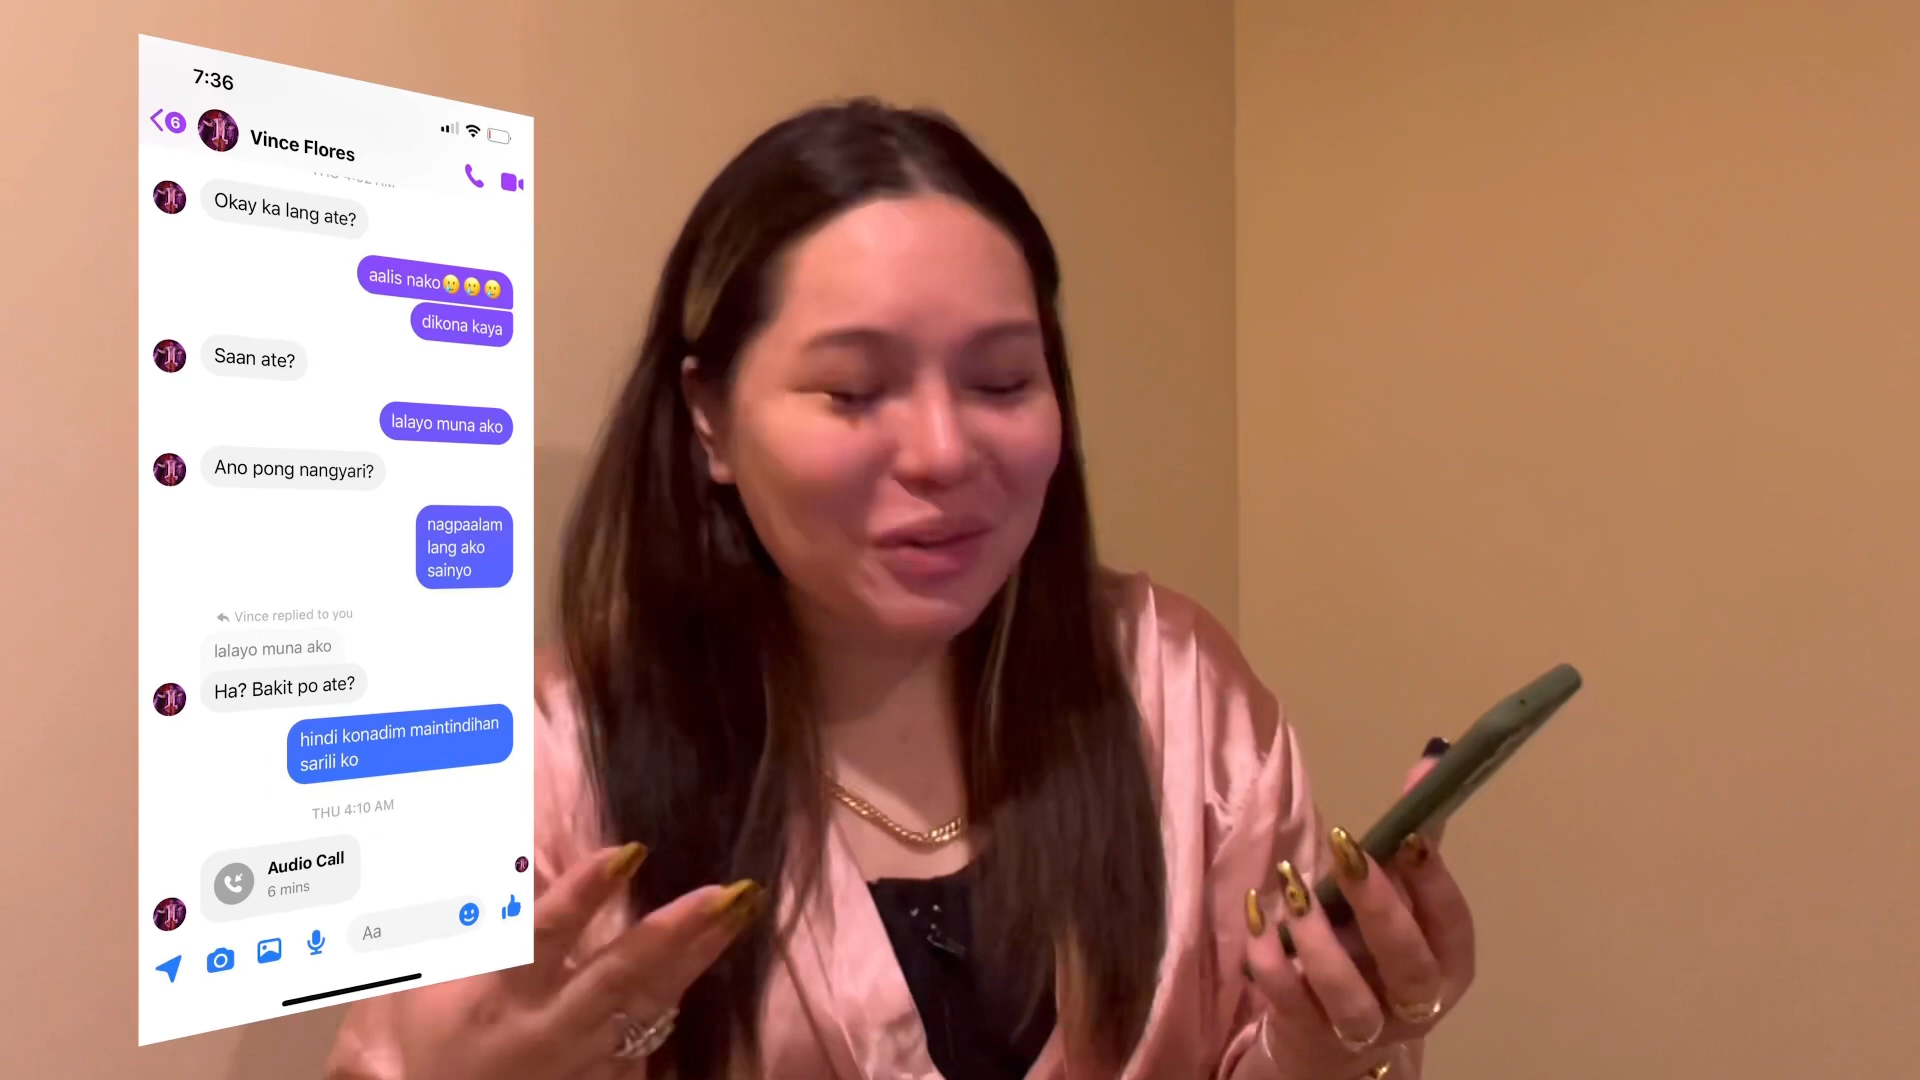 7:36
6
Vince Flores
Okay ka lang ate?
aalis nako🥲🥲🥲
dikona kaya
Saan ate?
lalayo muna ako
Ano pong nangyari?
nagpaalam
lang ako
sainyo
Vince replied to you
lalayo muna ako
Ha? Bakit po ate?
hindi konadim maintindihan
sarili ko
THU 4:10 AM
Audio Call
6 mins
Aa